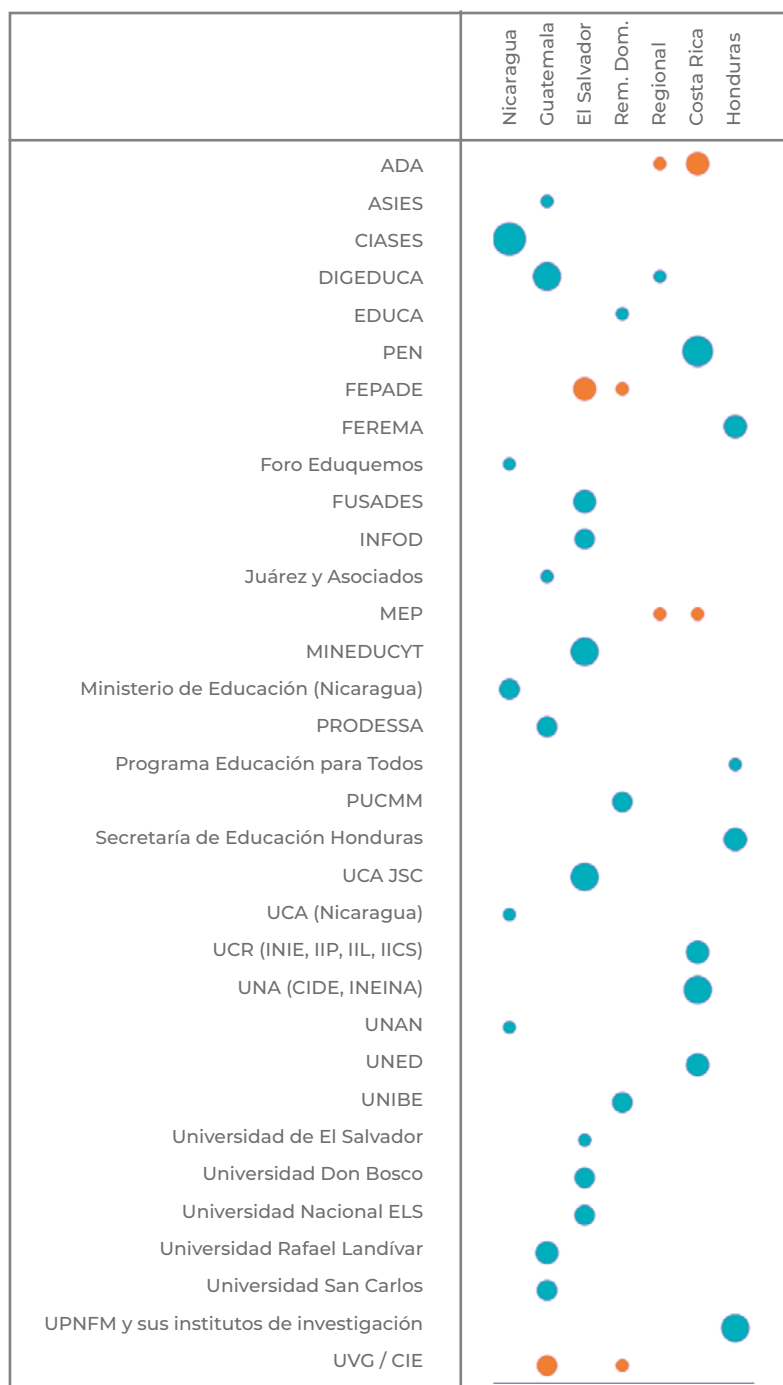 Nicaragua
Guatemala
El Salvador
Rem. Dom.
Regional
Costa Rica
Honduras
ADA
ASIES
CIASES
DIGEDUCA
EDUCA
PEN
FEPADE
FEREMA
Foro Eduquemos
FUSADES
INFOD
Juárez y Asociados
MEP
MINEDUCYT
Ministerio de Educación (Nicaragua)
PRODESSA
Programa Educación para Todos
PUCMM
Secretaría de Educación Honduras
UCA JSC
UCA (Nicaragua)
UCR (INIE, IIP, IIL, IICS)
UNA (CIDE, INEINA)
UNAN
UNED
UNIBE
Universidad de El Salvador
Universidad Don Bosco
Universidad Nacional ELS
Universidad Rafael Landívar
Universidad San Carlos
UPNFM y sus institutos de investigación
UVG / CIE